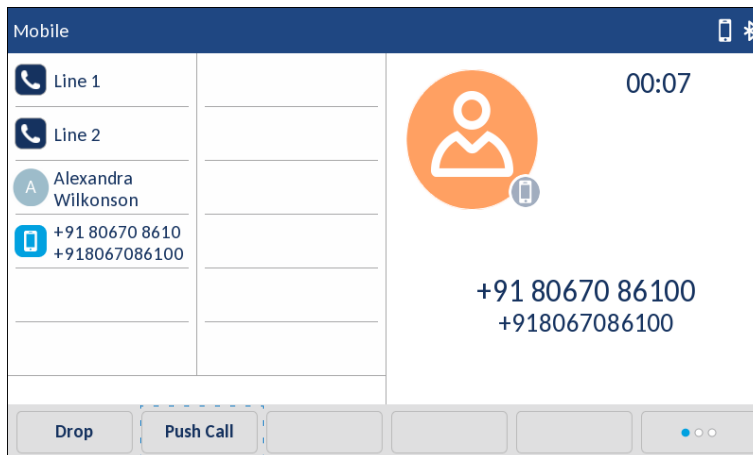 Mobile
Line 1
Line 2
A
Alexandra
Wilkonson
+91 80670 8610
+918067086100
00:07
+91 80670 86100
+918067086100
Drop
Push Call